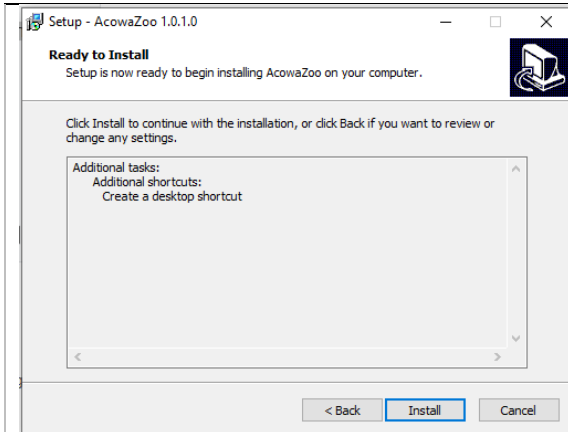 Setup - AcowaZoo 1.0.1.0
Ready to Install
Setup is now ready to begin installing AcowaZoo on your computer.
Click Install to continue with the installation, or click Back if you want to review or
change any settings.
Additional tasks:
Additional shortcuts:
Create a desktop shortcut
< Back
Install
Cancel